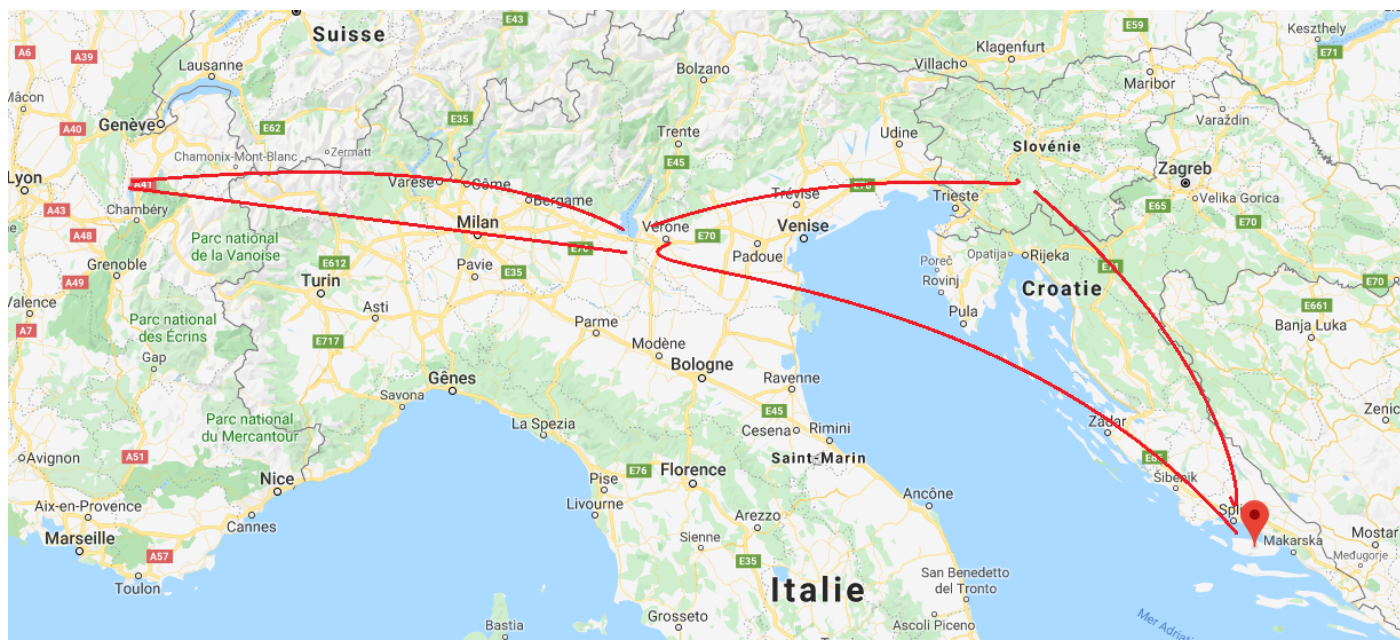 E43
Suisse
A6
A39
Lausanne
Mâcon
Genève
A40
E62
E35
Bolzano
Villach
Klagenfurt
E59
Maribor
Keszthely
E71
Varaždin
Trente
E45
Udine
Slovénie
Zagreb
Chamonix-Mont-Blanc
Zermatt
Lyon
A41
Varese
Côme
Bergame
Trévise
Trieste
Velika Gorica
A43
Chambéry
E65
E70
A48
Parc national
de la Vanoise
Milan
Vérone
E70
Venise
Padoue
Opatija
Rijeka
Grenoble
E612
Turin
Pavie
E35
Poreč
Rovinj
Croatie
E70
A49
Valence
A7
Parc national
des Écrins
Asti
Parme
Pula
E661
Banja Luka
Gap
E717
Modène
Bologne
Gênes
Ravenne
Savona
Parc national
du Mercantour
La Spezia
E45
Cesena
Rimini
Zadar
Zenic
Avignon
A51
Nice
Saint-Marin
E76
Florence
Pise
Šibenik
Aix-en-Provence
Cannes
Livourne
Arezzo
Ancône
Marseille
A57
Toulon
Sienne
E35
Makarska
Mostar
Međugorje
Italie
San Benedetto
del Tronto
Grosseto
Ascoli Piceno
Bastia
Mer Adriati